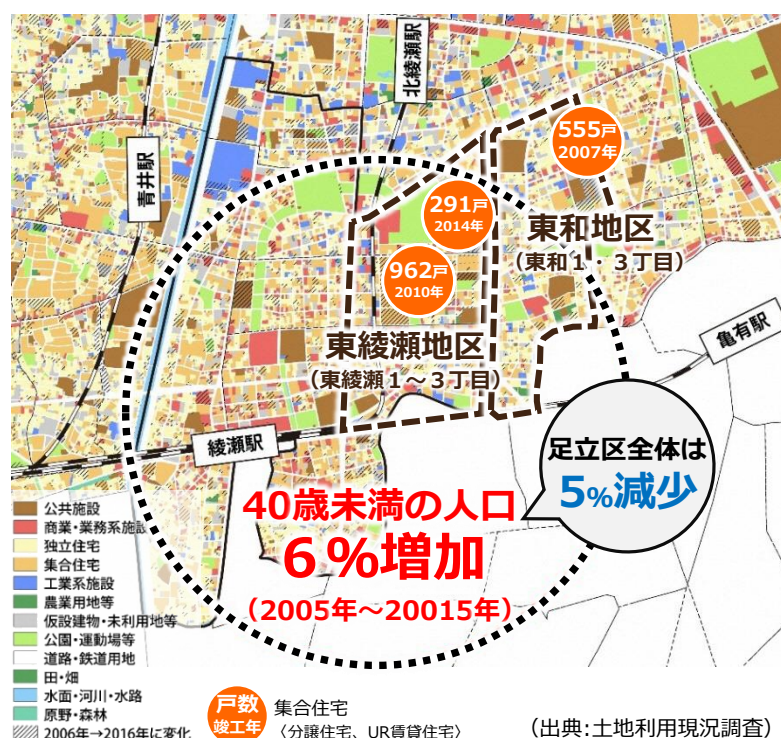 北綾瀬駅
青井駅
555戸
2007年
291戸
2014年
東和地区
(東和1・3丁目)
962戸
2010年
東綾瀬地区
(東綾瀬1〜3丁目)
亀有駅
綾瀬駅
足立区全体は
5%減少
40歳未満の人口
6%増加
(2005年〜20015年)
公共施設
商業・業務系施設
独立住宅
集合住宅
工業系施設
農業用地等
仮設建物・未利用地等
公園・運動場等
道路・鉄道用地
田・畑
水面・河川・水路
原野・森林
2006年→2016年に変化
戸数
竣工年
集合住宅
〈分譲住宅、UR賃貸住宅〉
(出典:土地利用現況調査)